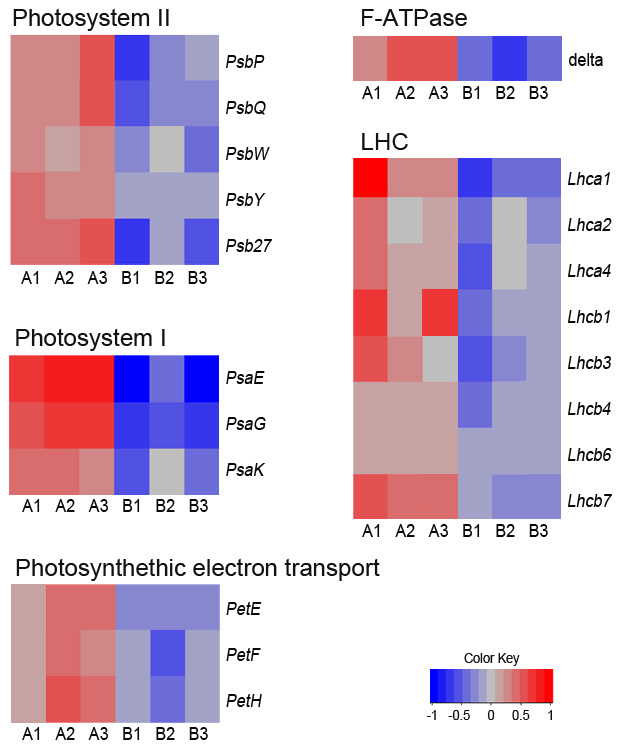 Photosystem II
PsbP
PsbQ
PsbW
PsbY
Psb27
A1 A2 A3 B1 B2 B3
Photosystem I
PsaE
PsaG
PsaK
A1 A2 A3 B1 B2 B3
Photosynthethic electron transport
PetE
PetF
PetH
A1 A2 A3 B1 B2 B3
F-ATPase
delta
A1 A2 A3 B1 B2 B3
LHC
Lhca1
Lhca2
Lhca4
Lhcb1
Lhcb3
Lhcb4
Lhcb6
Lhcb7
A1 A2 A3 B1 B2 B3
Color Key
-1 -0.5 0 0.5 1